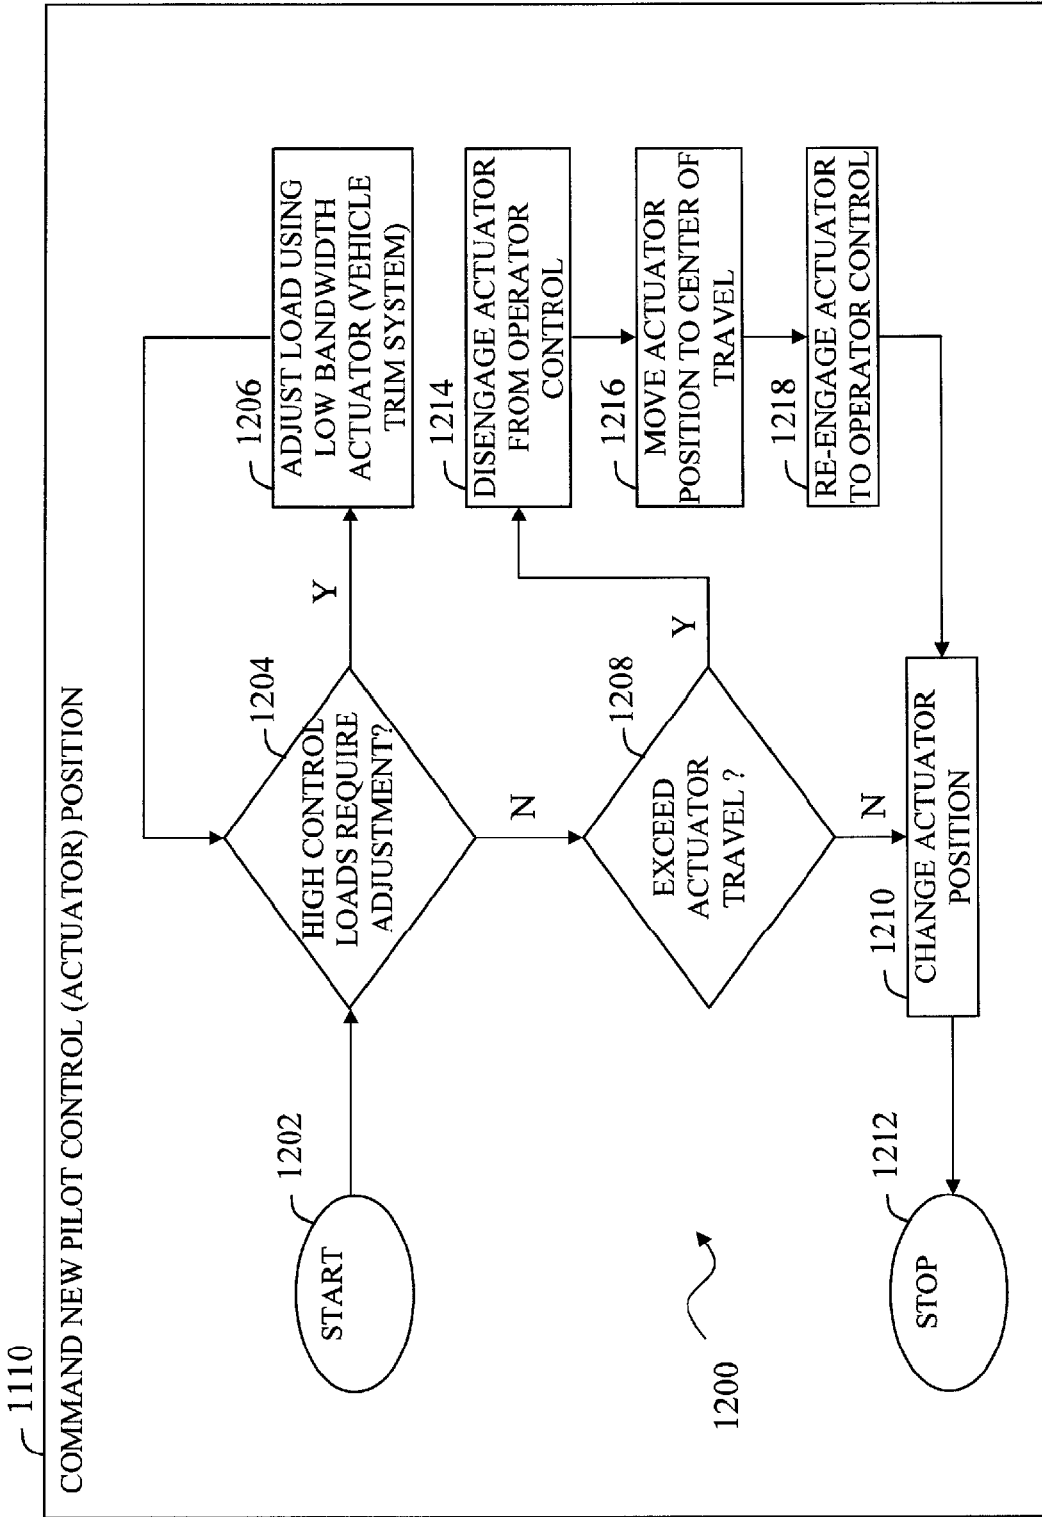 1110
COMMAND NEW PILOT CONTROL (ACTUATOR) POSITION
1202
START
1204
HIGH CONTROL
LOADS REQUIRE
ADJUSTMENT?
Y
1206
ADJUST LOAD USING
LOW BANDWIDTH
ACTUATOR (VEHICLE
TRIM SYSTEM)
N
1208
EXCEED
ACTUATOR
TRAVEL ?
Y
1214
DISENGAGE ACTUATOR
FROM OPERATOR
CONTROL
1216
MOVE ACTUATOR
POSITION TO CENTER OF
TRAVEL
1218
RE-ENGAGE ACTUATOR
TO OPERATOR CONTROL
N
1210
CHANGE ACTUATOR
POSITION
1212
STOP
1200